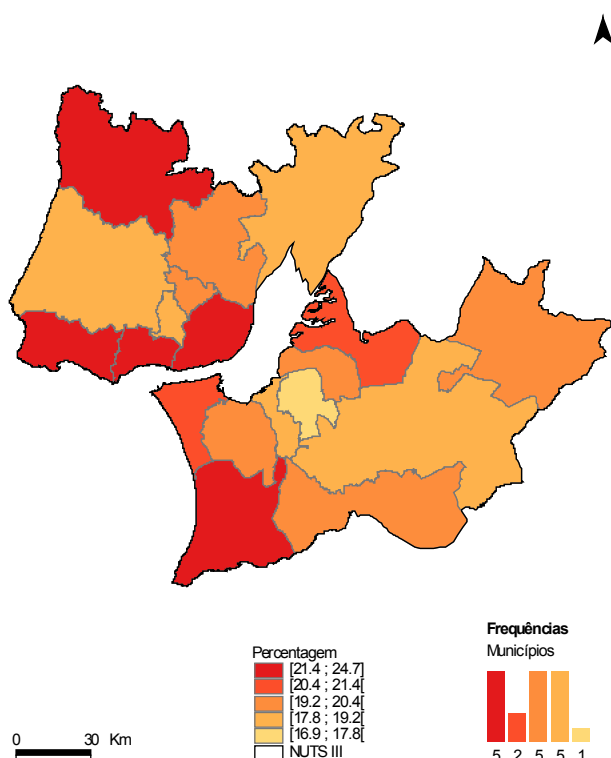 Percentagem
[21.4 ; 24.7]
[20.4 ; 21.4[
[19.2 ; 20.4[
[17.8 ; 19.2[
[16.9 ; 17.8[
NUTS III
0 30 Km
Frequências
Municípios
5 2 5 5 1